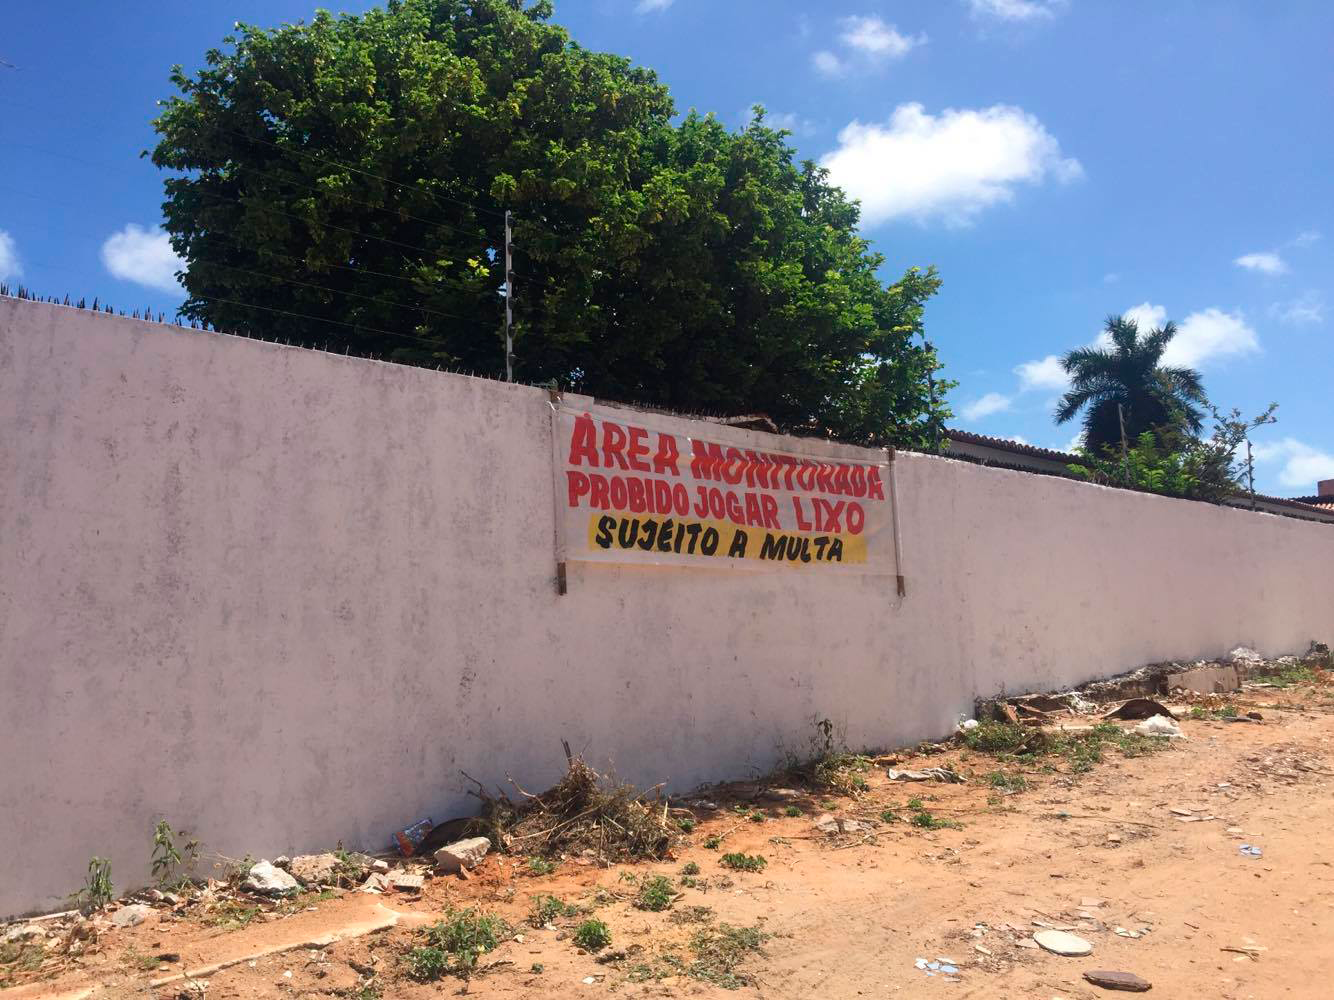 ÁREA MONITORADA
PROBIDO JOGAR LIXO
SUJEITO A MULTA